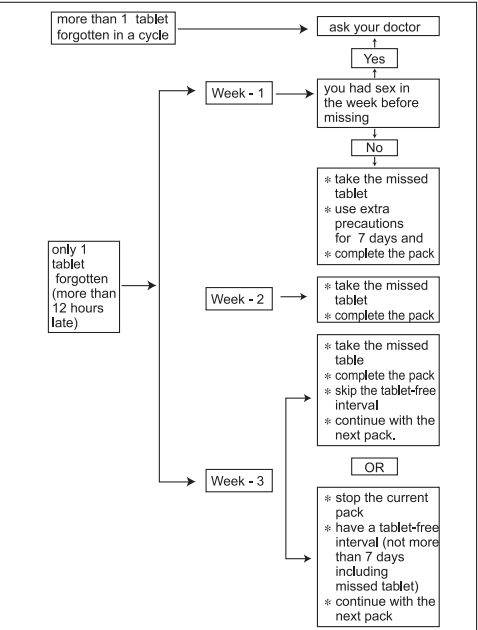 more than 1 tablet
forgotten in a cycle
ask your doctor
Yes
Week - 1
you had sex in
the week before
missing
No
* take the missed
tablet
* use extra
precautions
for 7 days and
* complete the pack
only 1
tablet
forgotten
(more than
12 hours
late)
Week - 2
* take the missed
tablet
* complete the pack
* take the missed
table
* complete the pack
* skip the tablet-free
interval
* continue with the
next pack.
OR
Week - 3
* stop the current
pack
* have a tablet-free
interval (not more
than 7 days
including
missed tablet)
* continue with the
next pack